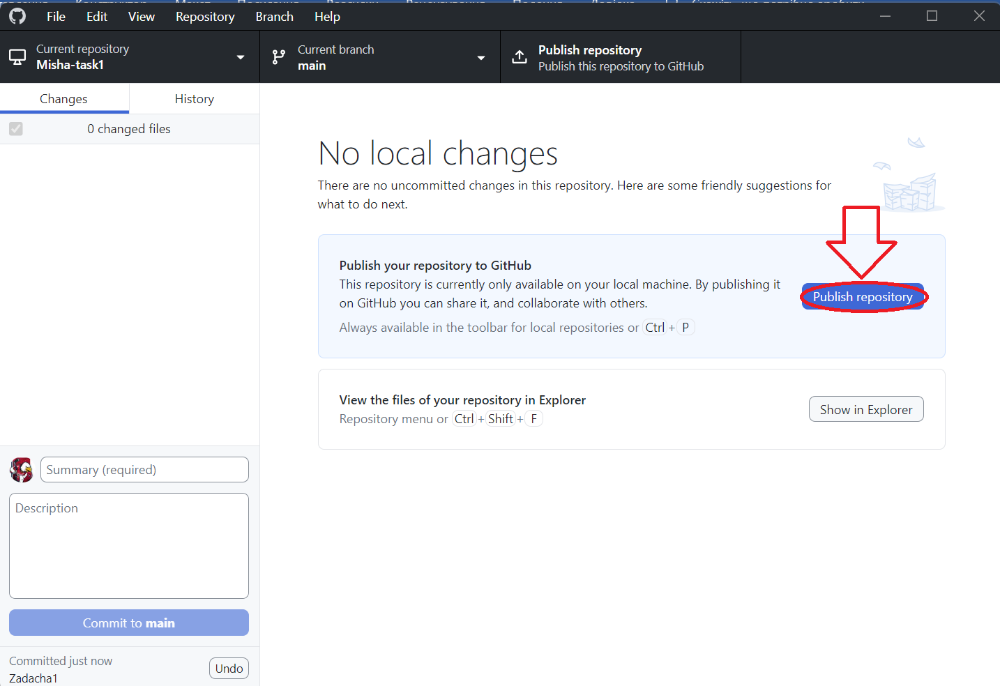 File Edit View Repository Branch Help
Current repository
Misha-task1
Current branch
main
Publish repository
Publish this repository to GitHub
Changes
History
0 changed files
No local changes
There are no uncommitted changes in this repository. Here are some friendly suggestions for
what to do next.
Publish your repository to GitHub
This repository is currently only available on your local machine. By publishing it
on GitHub you can share it, and collaborate with others.
Always available in the toolbar for local repositories or Ctrl + P
Publish repository
View the files of your repository in Explorer
Repository menu or Ctrl + Shift + F
Show in Explorer
Summary (required)
Description
Commit to main
Committed just now
Zadacha1
Undo